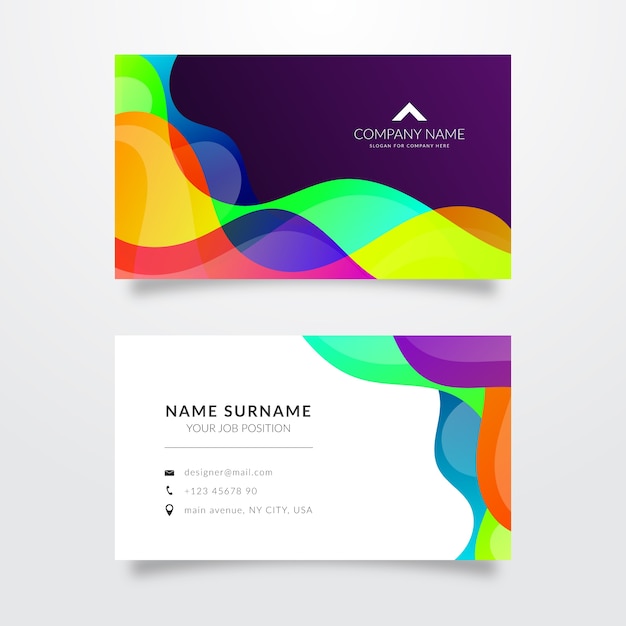 COMPANY NAME
SLOGAN FOR COMPANY HERE
NAME SURNAME
YOUR JOB POSITION
designer@mail.com
+123 45678 90
main avenue, NY CITY, USA